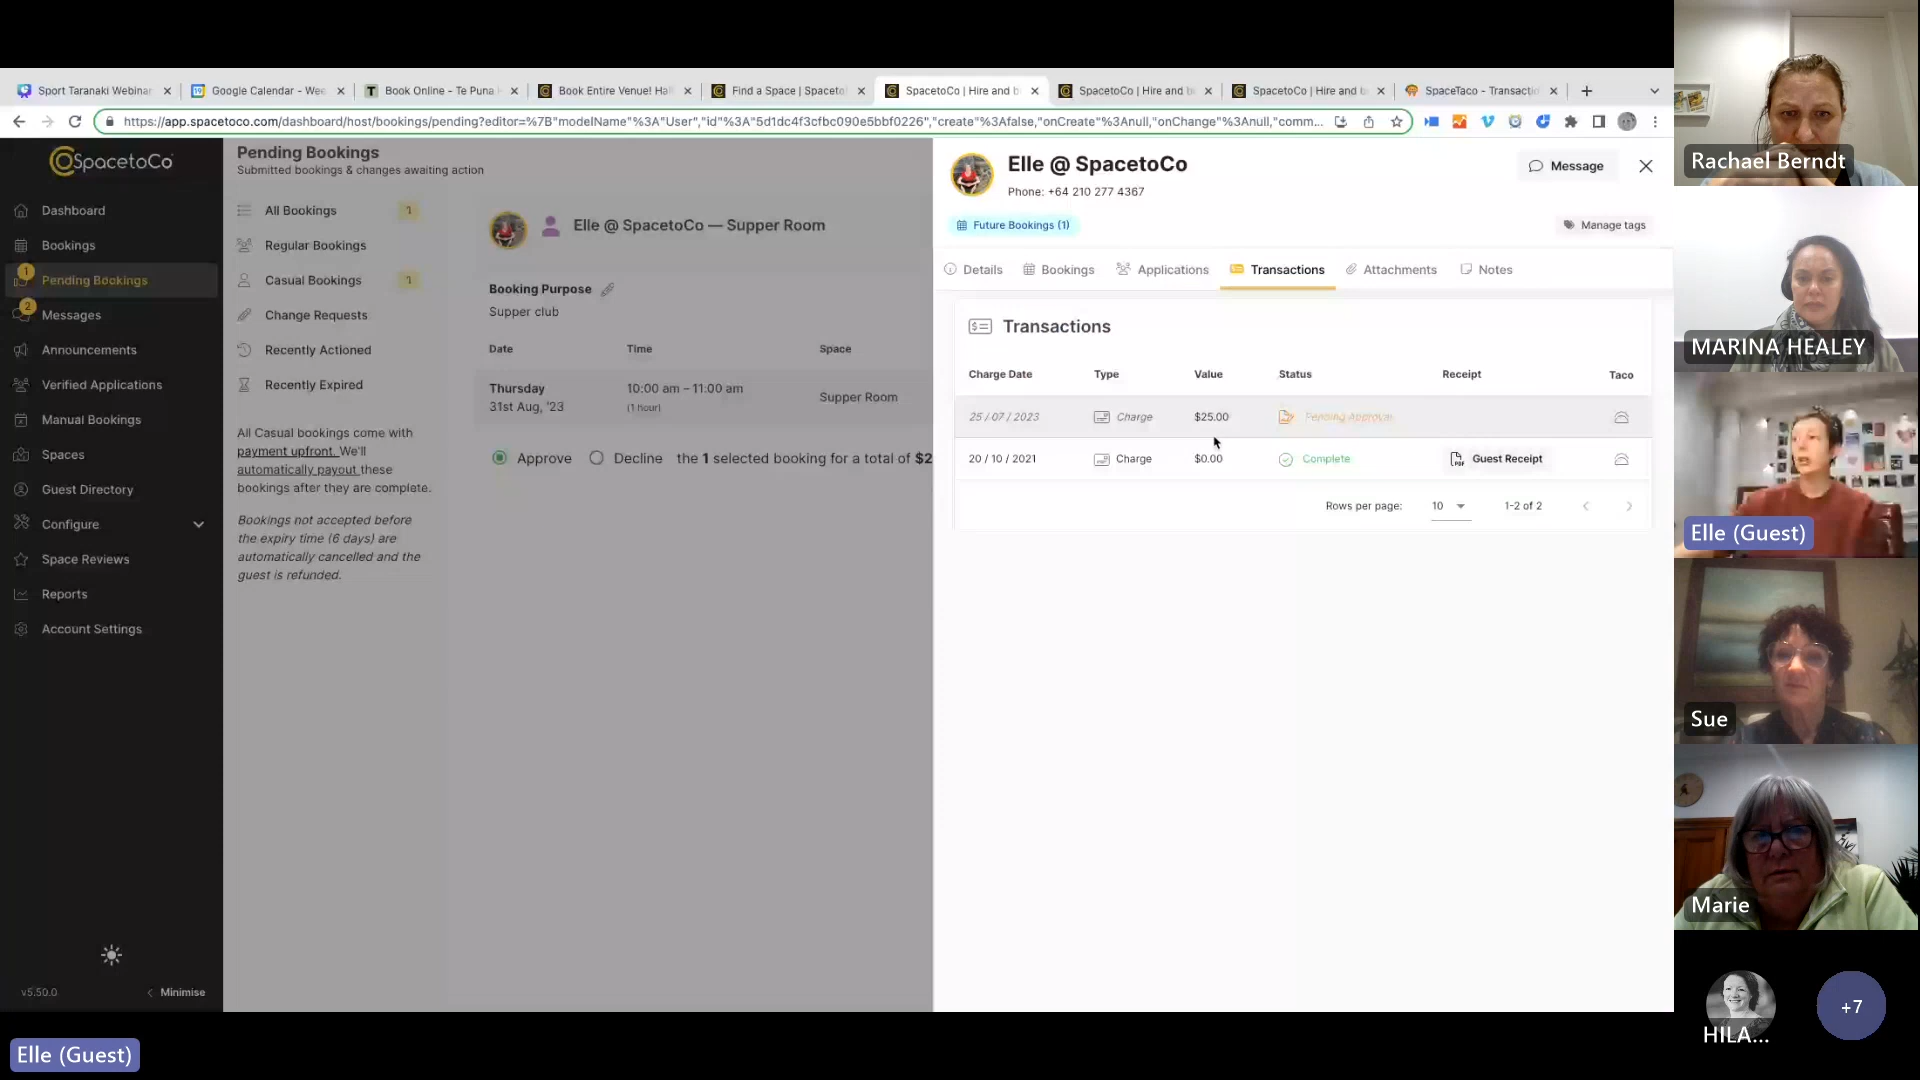 Sport Taranaki Webinar
Google Calendar - Wee
Book Online - Te Puna
Book Entire Venue! Hal
Find a Space | Spaceto
SpacetoCo | Hire and b
SpacetoCo | Hire and b
SpacetoCo | Hire and b
SpaceTaco - Transactio
https://app.spacetoco.com/dashboard/host/bookings/pending?editor=%7B"modelName"%3A"User","id"%3A"5d1dc4f3cfbc090e5bbf0226","create"%3Afalse,"onCreate"%3Anull,"onChange"%3Anull,"comm...
SpacetoCo
Dashboard
Bookings
1
Pending Bookings
2
Messages
Announcements
Verified Applications
Manual Bookings
Spaces
Guest Directory
Configure
Space Reviews
Reports
Account Settings
v5.50.0
Minimise
Pending Bookings
Submitted bookings & changes awaiting action
All Bookings 1
Regular Bookings
Casual Bookings 1
Change Requests
Recently Actioned
Recently Expired
All Casual bookings come with
payment upfront. We'll
automatically payout these
bookings after they are complete.
Bookings not accepted before
the expiry time (6 days) are
automatically cancelled and the
guest is refunded.
Elle @ SpacetoCo — Supper Room
Booking Purpose
Supper club
Date Time Space
Thursday
31st Aug, '23
10:00 am – 11:00 am
(1 hour)
Supper Room
Approve Decline the 1 selected booking for a total of $2
Elle @ SpacetoCo
Phone: +64 210 277 4367
Message
Future Bookings (1)
Manage tags
Details Bookings Applications Transactions Attachments Notes
Transactions
Charge Date Type Value Status Receipt Taco
25 / 07 / 2023 Charge $25.00 Pending Approval
20 / 10 / 2021 Charge $0.00 Complete Guest Receipt
Rows per page: 10 1-2 of 2
Rachael Berndt
MARINA HEALEY
Elle (Guest)
Sue
Marie
HILA...
+7
Elle (Guest)